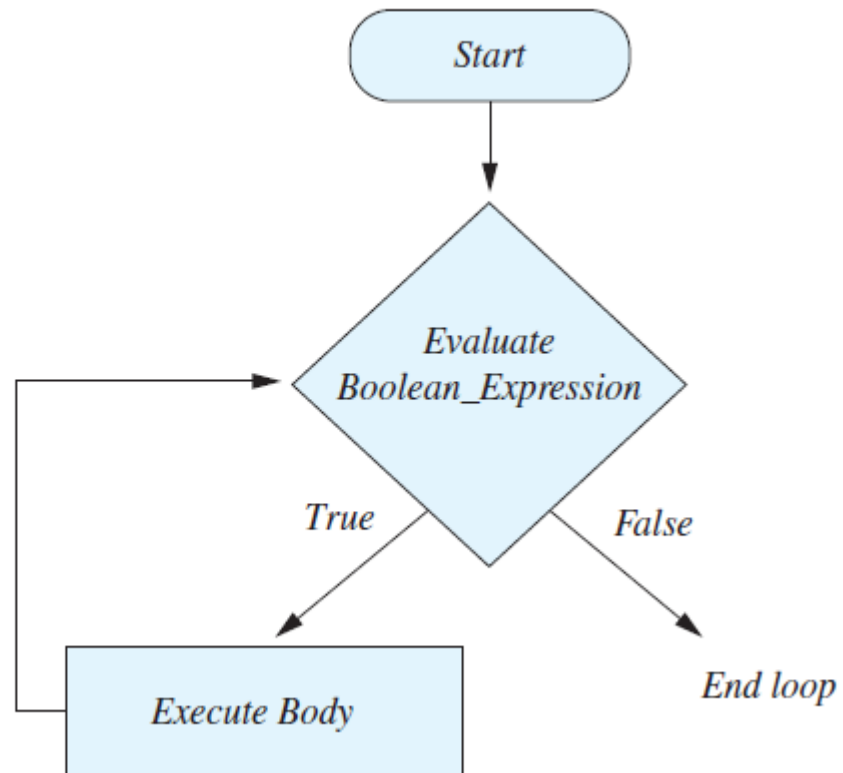 Start
Evaluate
Boolean_Expression
True
False
Execute Body
End loop